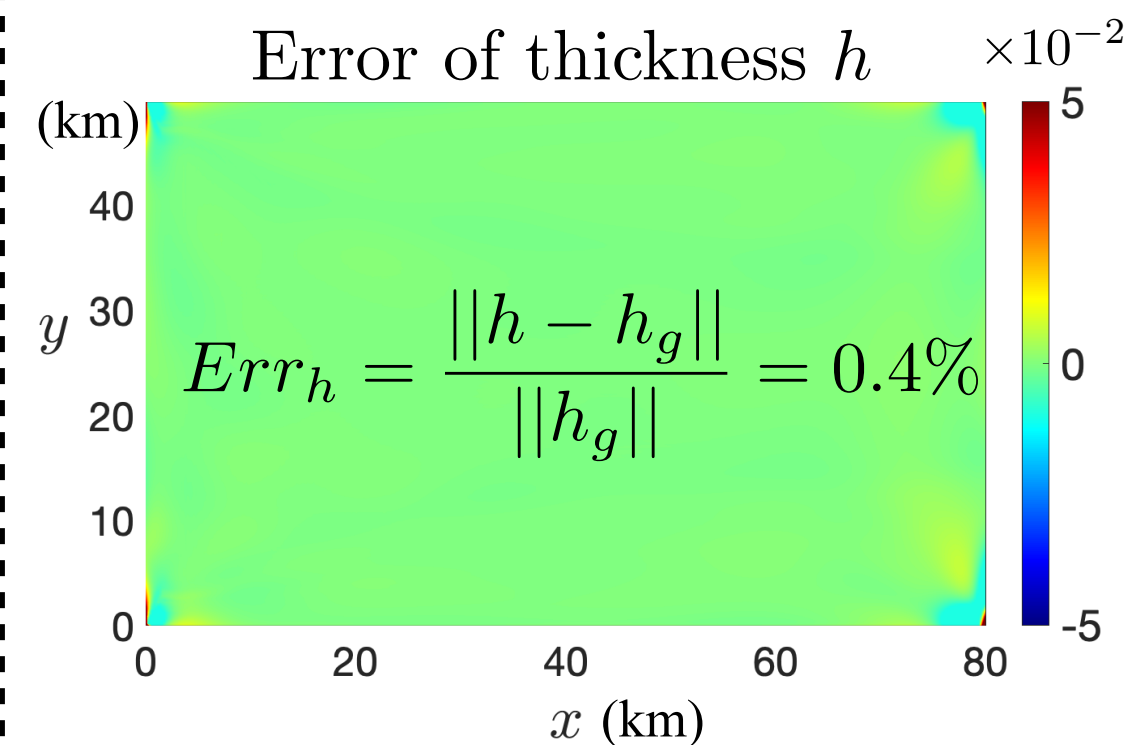 Error of thickness h
×10⁻²
(km)
5
40
30
y
Err_h = ||h − h_g|| / ||h_g|| = 0.4%
0
20
10
0
-5
0 20 40 60 80
x (km)